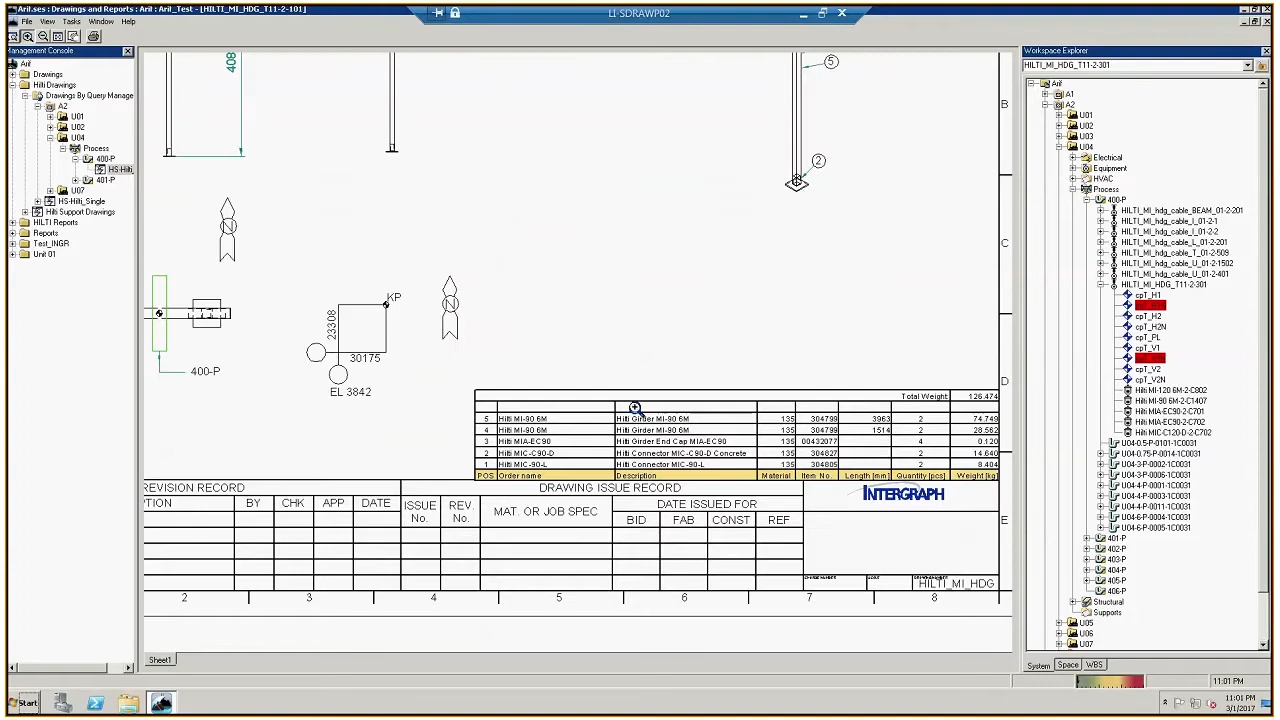 Aril.ses : Drawings and Reports : Aril : Aril_Test - [HILTI_MI_HDG_T11-2-101]
LI-SDRAWP02
File View Tasks Window Help
Management Console
Arif
Drawings
Hilti Drawings
Drawings By Query Manage
A2
U01
U02
U04
Process
400-P
HS-Hilti_
401-P
U07
HS-Hilti_Single
Hilti Support Drawings
HILTI Reports
Reports
Test_INGR
Unit 01
408
5
2
B
C
D
E
N
N
KP
23308
30175
EL 3842
400-P
Total Weight: 126.474
5 Hilti MI-90 6M Hilti Girder MI-90 6M 135 304799 3963 2 74.749
4 Hilti MI-90 6M Hilti Girder MI-90 6M 135 304799 1514 2 28.562
3 Hilti MIA-EC90 Hilti Girder End Cap MIA-EC90 135 00432077 4 0.120
2 Hilti MIC-C90-D Hilti Connector MIC-C90-D Concrete 135 304827 2 14.640
1 Hilti MIC-90-L Hilti Connector MIC-90-L 135 304805 2 8.404
POS Order name Description Material Item No. Length [mm] Quantity [pcs] Weight [kg]
REVISION RECORD
DRAWING ISSUE RECORD
INTERGRAPH
PTION BY CHK APP DATE
ISSUE No.
REV. No.
MAT. OR JOB SPEC
DATE ISSUED FOR
BID FAB CONST REF
HILTI_MI_HDG
2 3 4 5 6 7 8
Sheet1
Workspace Explorer
HILTI_MI_HDG_T11-2-301
Arif
A1
A2
U01
U02
U03
U04
Electrical
Equipment
HVAC
Process
400-P
HILTI_MI_hdg_cable_BEAM_01-2-201
HILTI_MI_hdg_cable_I_01-2-1
HILTI_MI_hdg_cable_I_01-2-2
HILTI_MI_hdg_cable_L_01-2-201
HILTI_MI_hdg_cable_T_01-2-509
HILTI_MI_hdg_cable_U_01-2-1502
HILTI_MI_hdg_cable_U_01-2-401
HILTI_MI_HDG_T11-2-301
cpT_H1
cpT_H2
cpT_H2N
cpT_PL
cpT_V1
cpT_V2
cpT_V2N
Hilti MI-120 6M-2-C802
Hilti MI-90 6M-2-C1407
Hilti MIA-EC90-2-C701
Hilti MIC-90-L-2-C703
Hilti MIC-C120-D-2-C702
U04-0.5-P-0101-1C0031
U04-0.75-P-0014-1C0031
U04-3-P-0002-1C0031
U04-4-P-0001-1C0031
U04-4-P-0003-1C0031
U04-4-P-0011-1C0031
U04-6-P-0004-1C0031
U04-6-P-0005-1C0031
401-P
402-P
403-P
404-P
405-P
406-P
Structural
Supports
U05
U06
U07
System Space WBS
11:01 PM
Start
11:01 PM
3/1/2017